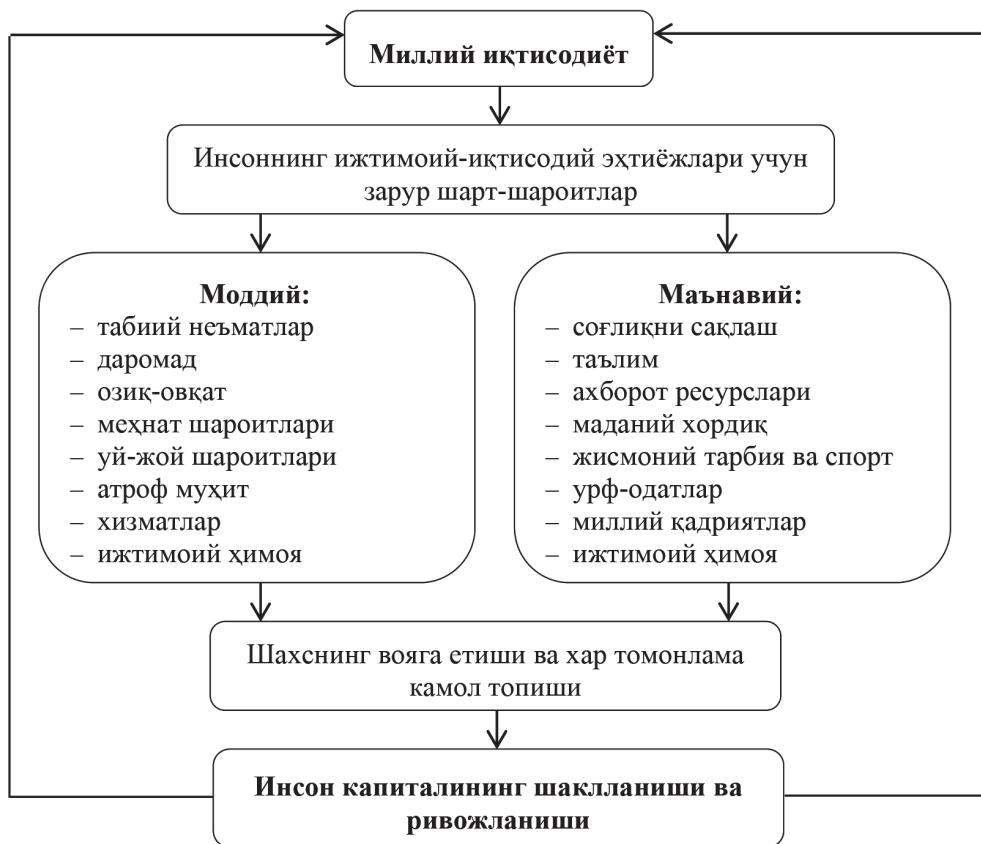 Миллий иқтисодиёт
Инсоннинг ижтимоий-иқтисодий эҳтиёжлари учун
зарур шарт-шароитлар
Моддий:
– табиий неъматлар
– даромад
– озиқ-овқат
– меҳнат шароитлари
– уй-жой шароитлари
– атроф муҳит
– хизматлар
– ижтимоий ҳимоя
Маънавий:
– соғлиқни сақлаш
– таълим
– ахборот ресурслари
– маданий хордиқ
– жисмоний тарбия ва спорт
– урф-одатлар
– миллий қадриятлар
– ижтимоий ҳимоя
Шахснинг вояга етиши ва хар томонлама
камол топиши
Инсон капиталининг шаклланиши ва
ривожланиши